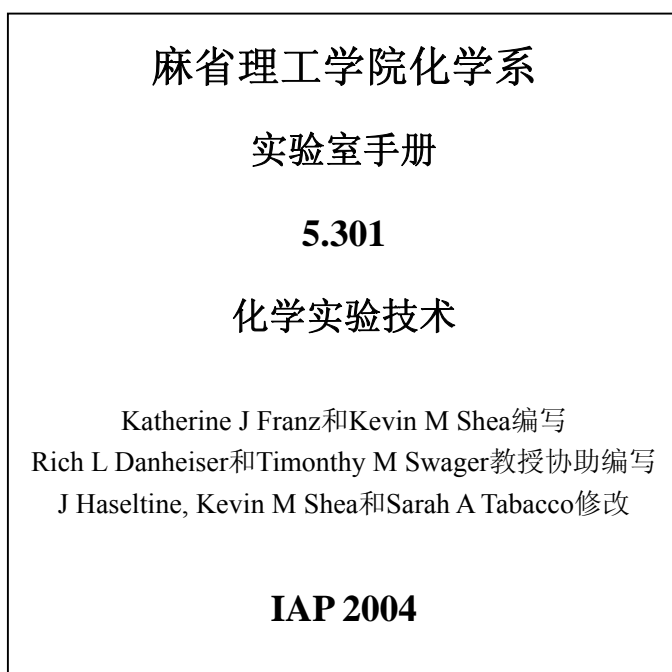 麻省理工学院化学系
实验室手册
5.301
化学实验技术
Katherine J Franz和Kevin M Shea编写
Rich L Danheiser和Timonthy M Swager教授协助编写
J Haseltine, Kevin M Shea和Sarah A Tabacco修改
IAP 2004